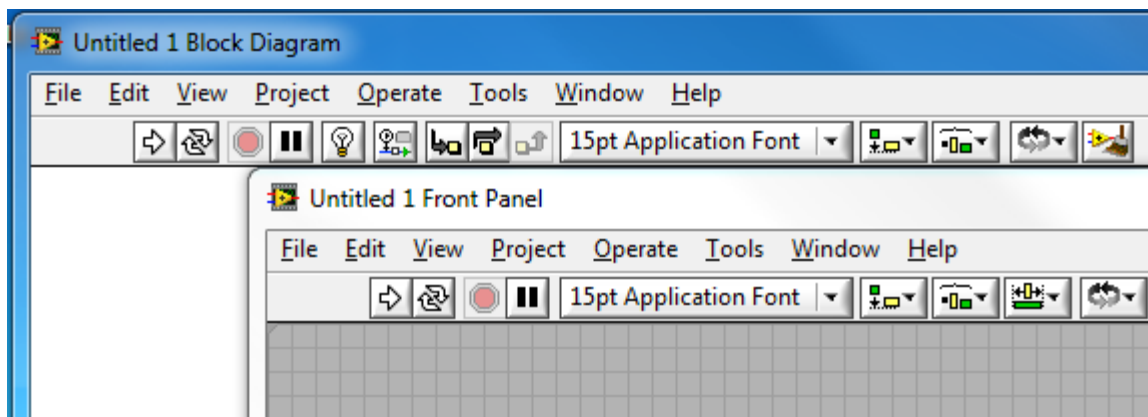 Untitled 1 Block Diagram
File Edit View Project Operate Tools Window Help
15pt Application Font
Untitled 1 Front Panel
File Edit View Project Operate Tools Window Help
15pt Application Font